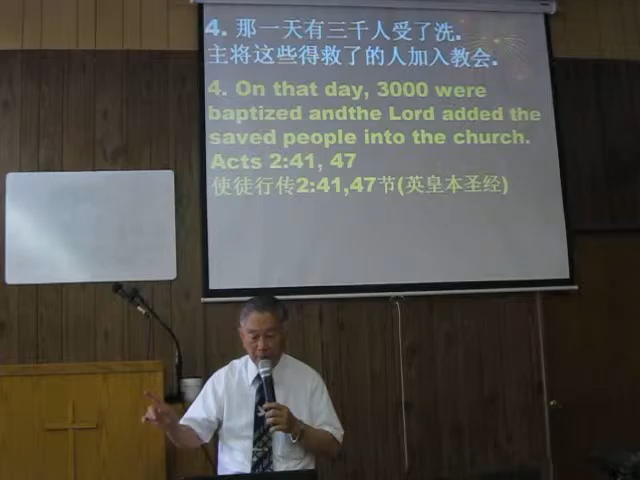 4. 那一天有三千人受了洗.
主将这些得救了的人加入教会.
4. On that day, 3000 were
baptized andthe Lord added the
saved people into the church.
Acts 2:41, 47
使徒行传2:41,47节(英皇本圣经)